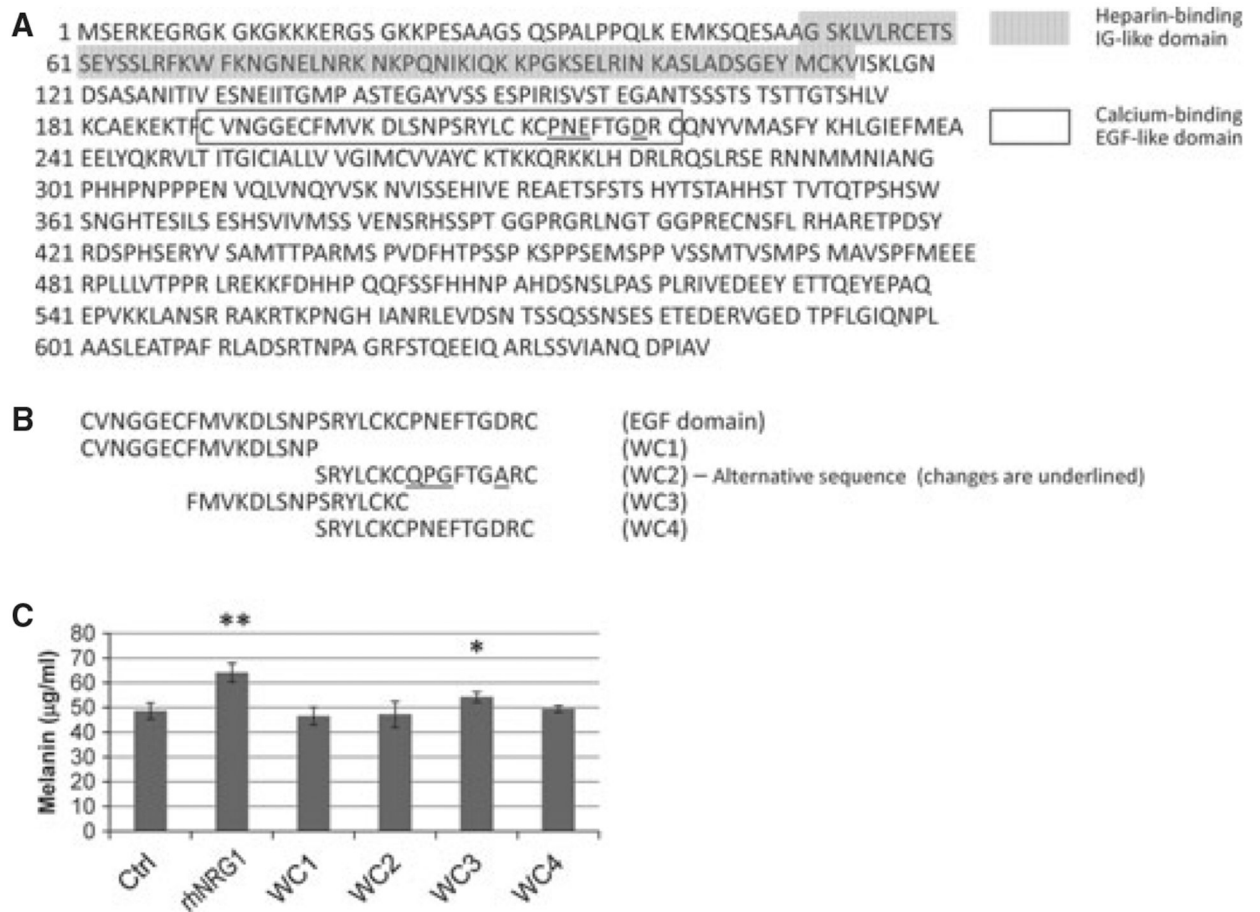 A
1 MSERKEGRGK GKGKKKERGS GKKPESAAGS QSPALPPQLK EMKSQESAAG SKLVLRCETS
Heparin-binding
IG-like domain
61 SEYSSLRFKW FKNGNELNRK NKPQNIKIQK KPGKSELRIN KASLADSGEY MCKVISKLGN
121 DSASANITIV ESNEIITGMP ASTEGAYVSS ESPIRISVST EGANTSSSTS TSTTGTSHLV
181 KCAEKEKTFC VNGGECFMVK DLSNPSRYLC KCPNEFTGDR CQNYVMASFY KHLGIEFMEA
Calcium-binding
EGF-like domain
241 EELYQKRVLT ITGICIALLV VGIMCVVAYC KTKKQRKKLH DRLRQSLRSE RNNMMNIANG
301 PHHPNPPPEN VQLVNQYVSK NVISSEHIVE REAETSFSTS HYTSTAHHST TVTQTPSHSW
361 SNGHTESILS ESHSVIVMSS VENSRHSSPT GGPRGRLNGT GGPRECNSFL RHARETPDSY
421 RDSPHSERYV SAMTTPARMS PVDFHTPSSP KSPPSEMSPP VSSMTVSMPS MAVSPFMEEE
481 RPLLLVTPPR LREKKFDHHP QQFSSFHHNP AHDSNSLPAS PLRIVEDEEY ETTQEYEPAQ
541 EPVKKLANSR RAKRTKPNGH IANRLEVDSN TSSQSSNSES ETEDERVGED TPFLGIQNPL
601 AASLEATPAF RLADSRTNPA GRFSTQEEIQ ARLSSVIANQ DPIAV
B
CVNGGECFMVKDLSNPSRYLCKCPNEFTGDRC (EGF domain)
CVNGGECFMVKDLSNP (WC1)
SRYLCKCQPGFTGARC (WC2) – Alternative sequence (changes are underlined)
FMVKDLSNPSRYLCKC (WC3)
SRYLCKCPNEFTGDRC (WC4)
C
Melanin (µg/ml)
80
70
60
50
40
30
20
10
0
**
*
Ctrl
rhNRG1
WC1
WC2
WC3
WC4